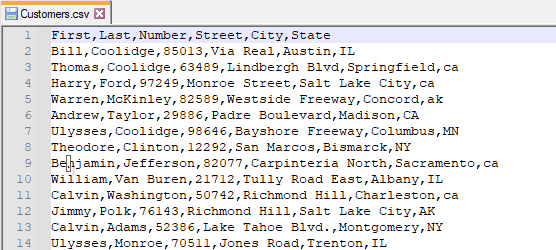 Customers.csv
1 First,Last,Number,Street,City,State
2 Bill,Coolidge,85013,Via Real,Austin,IL
3 Thomas,Coolidge,63489,Lindbergh Blvd,Springfield,ca
4 Harry,Ford,97249,Monroe Street,Salt Lake City,ca
5 Warren,McKinley,82589,Westside Freeway,Concord,ak
6 Andrew,Taylor,29886,Padre Boulevard,Madison,CA
7 Ulysses,Coolidge,98646,Bayshore Freeway,Columbus,MN
8 Theodore,Clinton,12292,San Marcos,Bismarck,NY
9 Benjamin,Jefferson,82077,Carpinteria North,Sacramento,ca
10 William,Van Buren,21712,Tully Road East,Albany,IL
11 Calvin,Washington,50742,Richmond Hill,Charleston,ca
12 Jimmy,Polk,76143,Richmond Hill,Salt Lake City,AK
13 Calvin,Adams,52386,Lake Tahoe Blvd.,Montgomery,NY
14 Ulysses,Monroe,70511,Jones Road,Trenton,IL